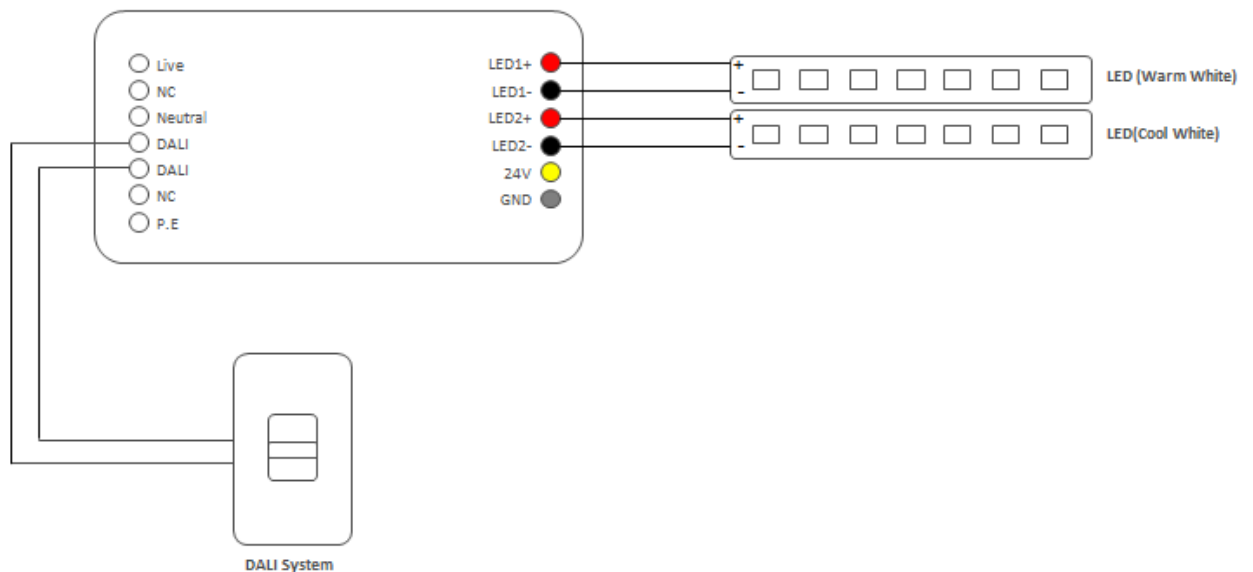 Live
NC
Neutral
DALI
DALI
NC
P.E
LED1+
LED1-
LED2+
LED2-
24V
GND
+
-
LED (Warm White)
+
-
LED(Cool White)
DALI System